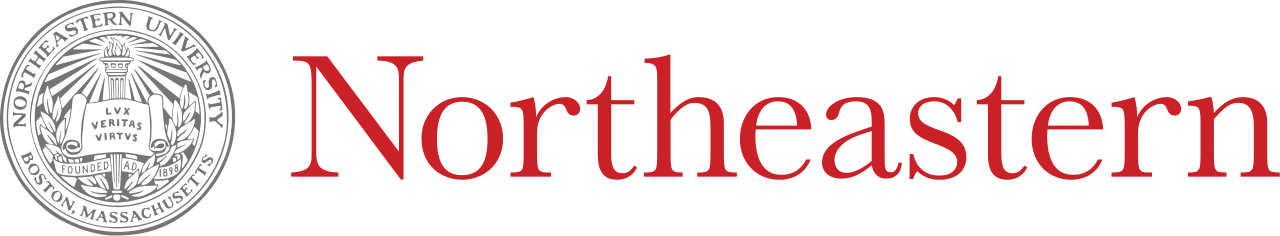 NORTHEASTERN UNIVERSITY
LVX
VERITAS
VIRTVS
FOUNDED A.D. 1898
BOSTON, MASSACHUSETTS
Northeastern